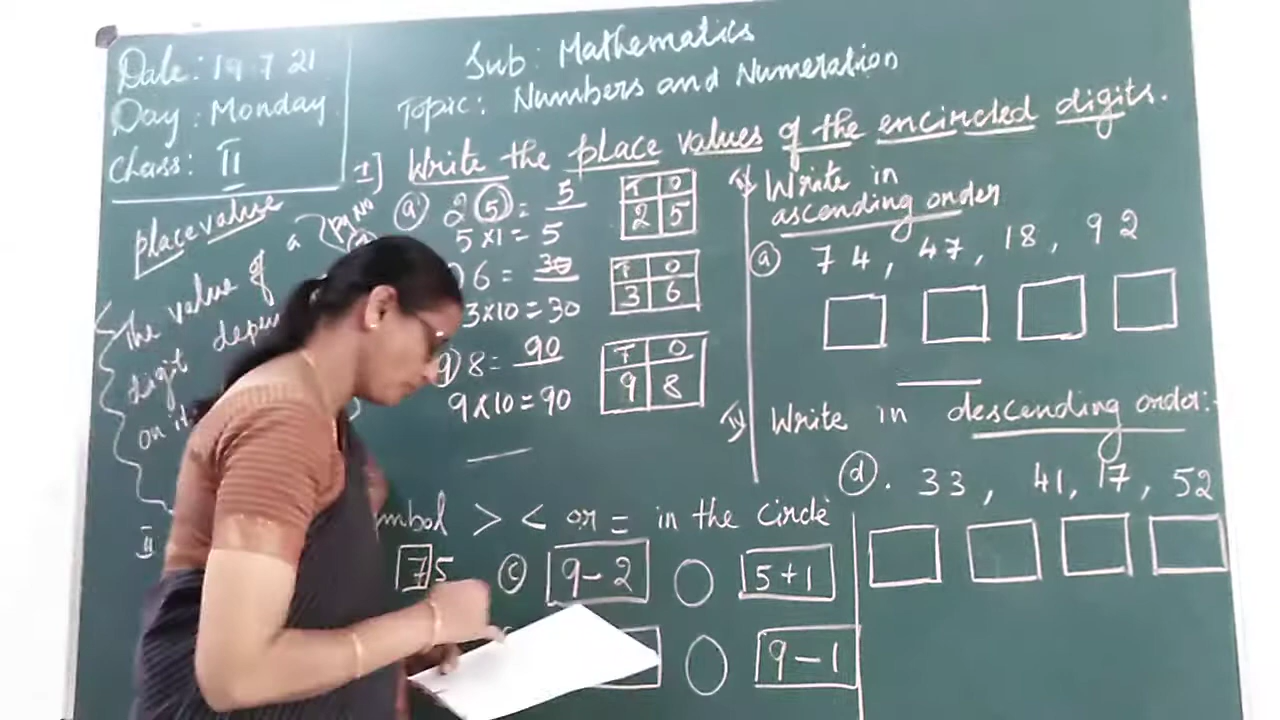 Date: 19 7 21
Day: Monday
Class: II
Sub: Mathematics
Topic: Numbers and Numeration
I] Write the place values of the encircled digits.
place value
The value of a
digit
on
a) 2 5 = 5
5 x 1 = 5
T O
2 5
6 = 30
3 x 10 = 30
T O
3 6
9 8 = 90
9 x 10 = 90
T O
9 8
II
> < or = in the circle
75
c) 9 - 2 5 + 1
9 - 1
Write in
ascending order
a) 74, 47, 18, 92
IV Write in descending order:-
d. 33, 41, 17, 52